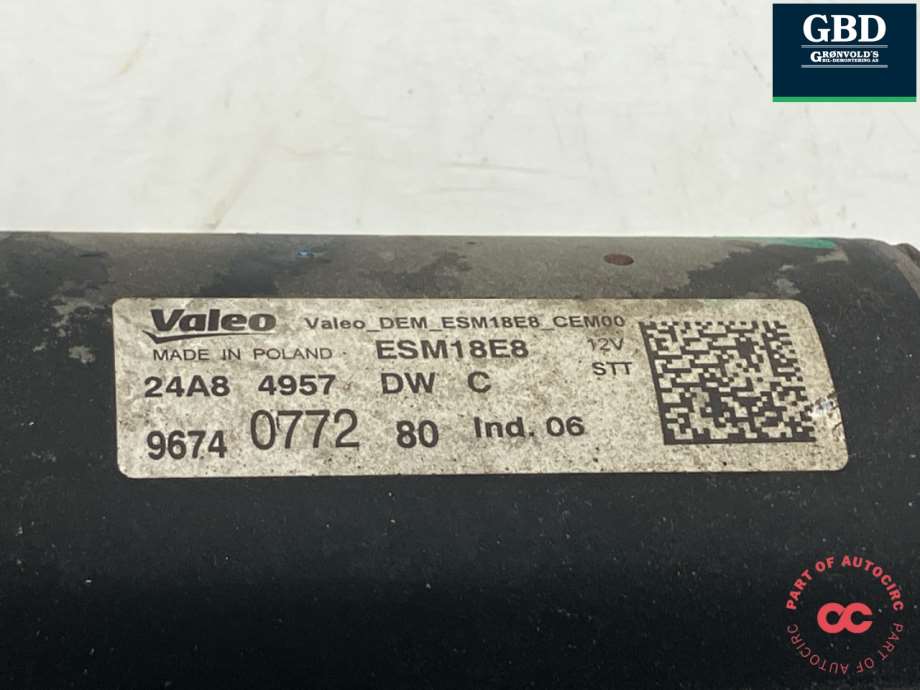 GBD
GRØNVOLD'S
BIL-DEMONTERING AS
Valeo Valeo_DEM_ESM18E8_CEM00
MADE IN POLAND ESM18E8 12V
24A8 4957 DW C STT
9674 0772 80 Ind. 06
PART OF AUTOCIRC
PART OF AUTOCIRC